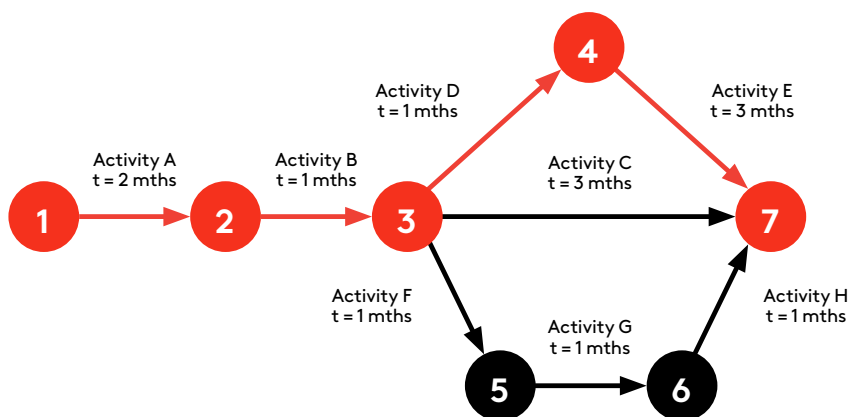 4
Activity D
t = 1 mths
Activity E
t = 3 mths
Activity A
t = 2 mths
Activity B
t = 1 mths
Activity C
t = 3 mths
1
2
3
7
Activity F
t = 1 mths
Activity G
t = 1 mths
Activity H
t = 1 mths
5
6